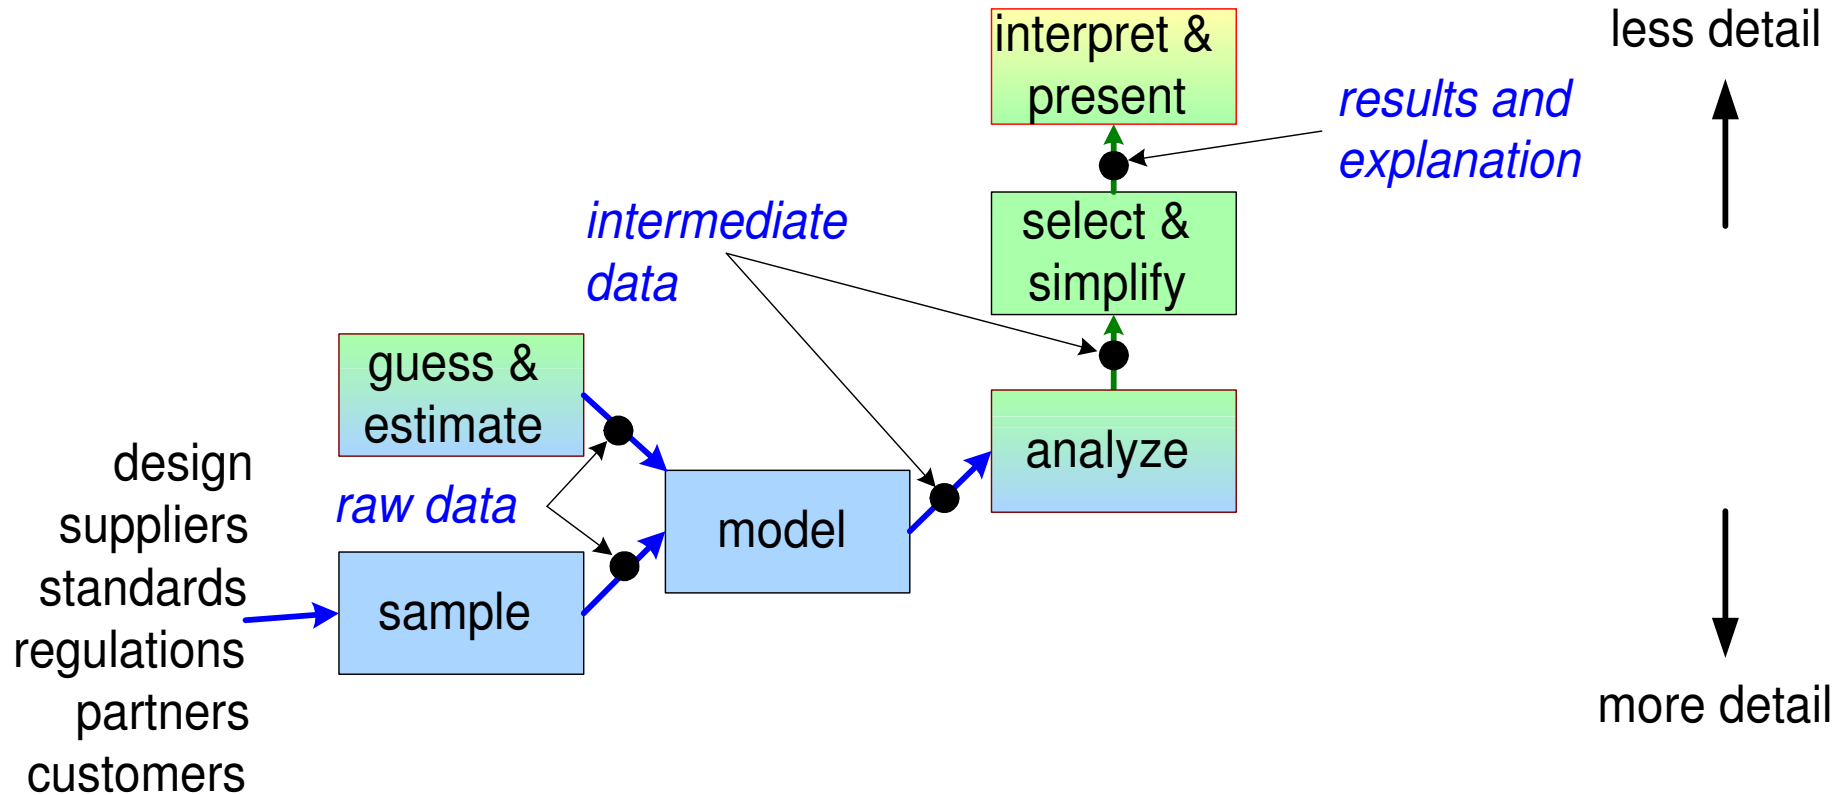 interpret &
present
less detail
results and
explanation
select &
simplify
intermediate
data
guess &
estimate
analyze
design
suppliers
standards
regulations
partners
customers
raw data
model
sample
more detail